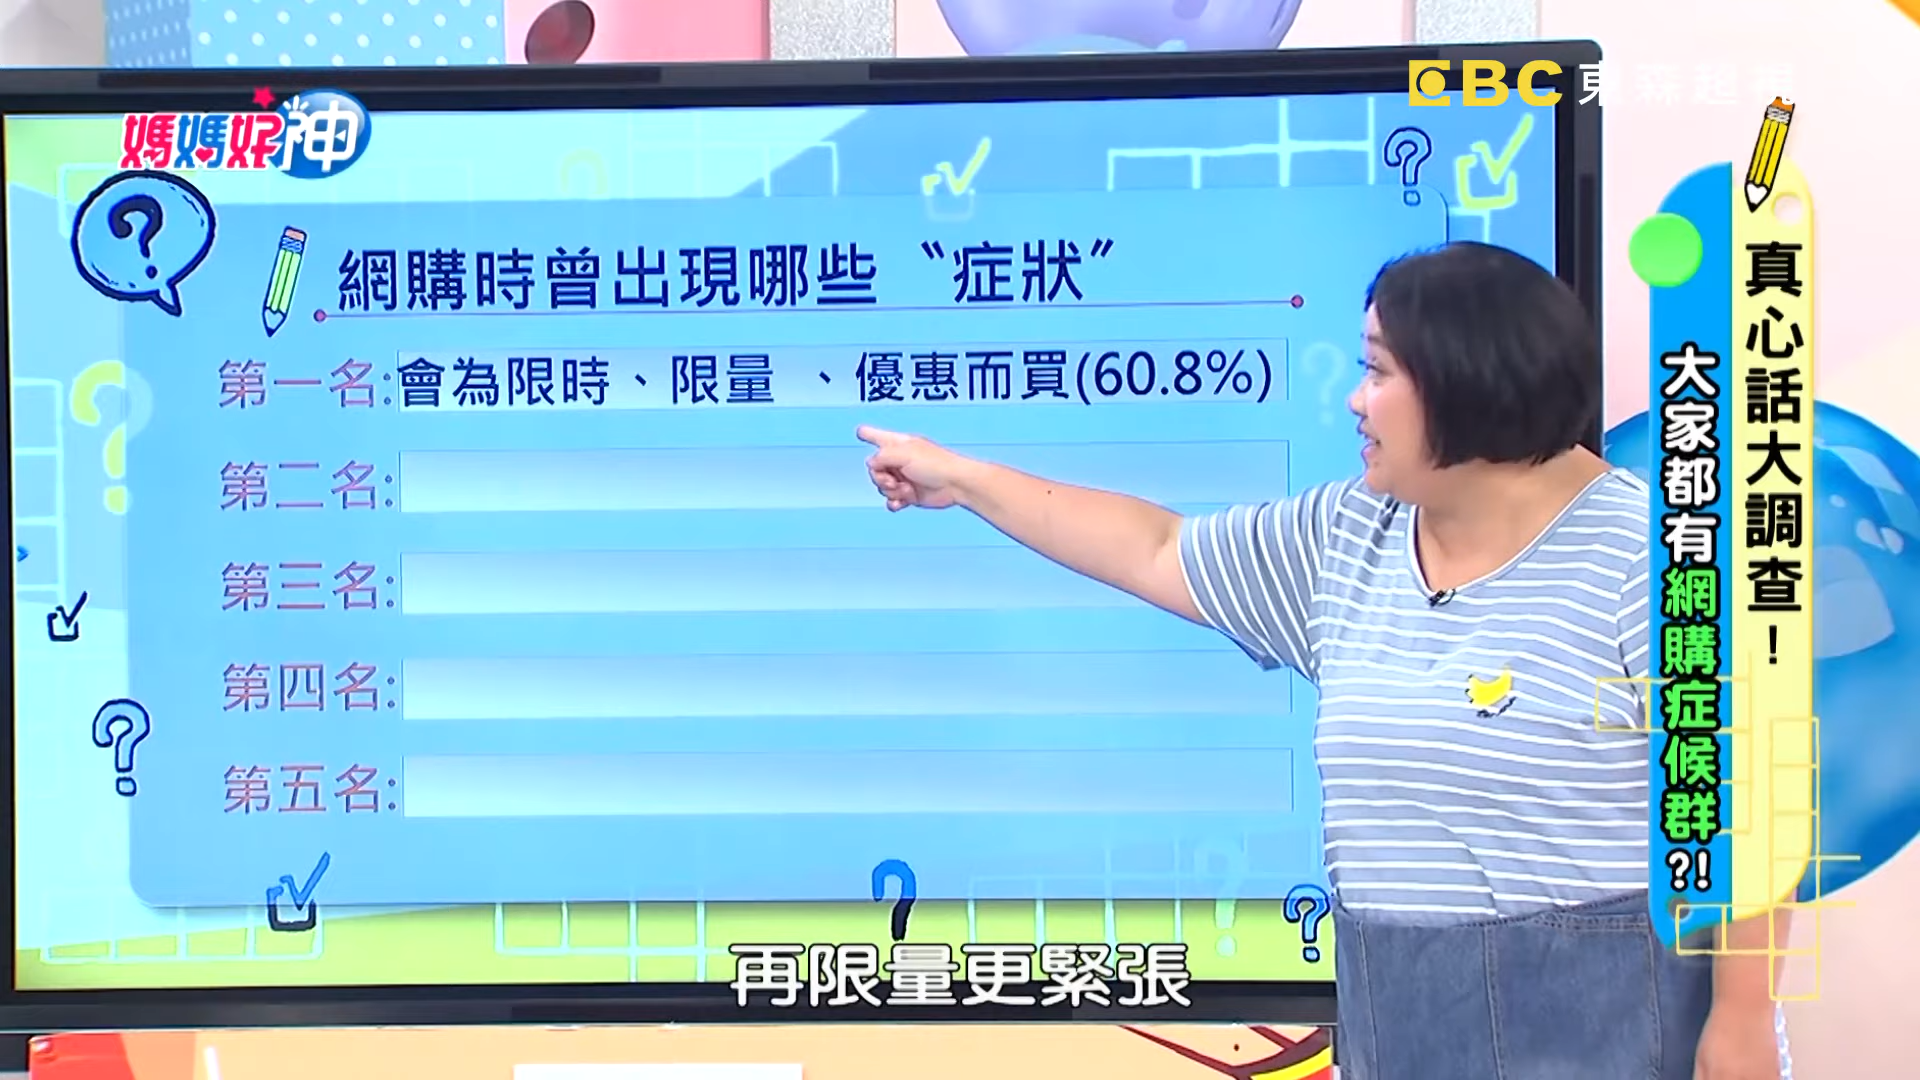 媽媽好神
EBC 東森超視
網購時曾出現哪些〝症狀〞
第一名:會為限時、限量、優惠而買(60.8%)
第二名:
第三名:
第四名:
第五名:
真心話大調查!
大家都有網購症候群?!
再限量更緊張